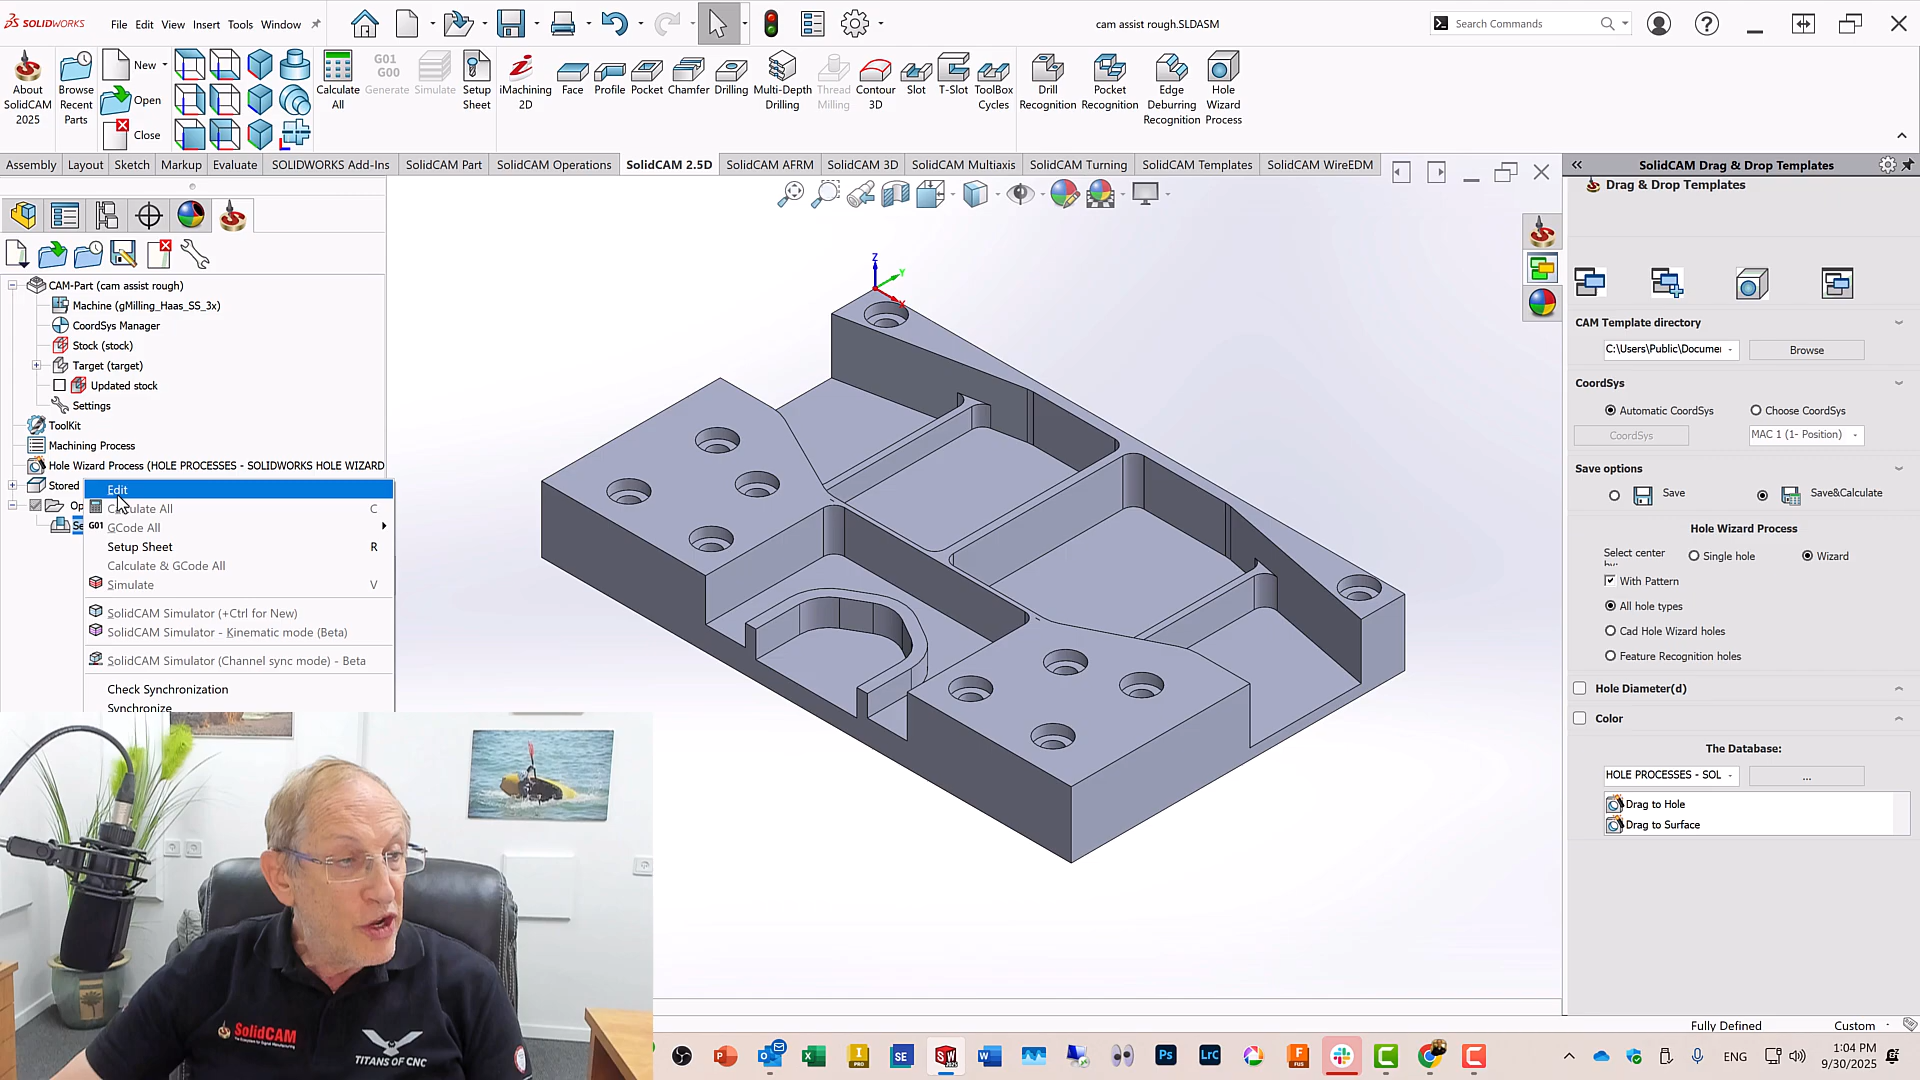 SOLIDWORKS
File
Edit
View
Insert
Tools
Window
cam assist rough.SLDASM
Search Commands
About SolidCAM 2025
Browse Recent Parts
New
Open
Close
Calculate All
G01 G00 Generate
Simulate
Setup Sheet
iMachining 2D
Face
Profile
Pocket
Chamfer
Drilling
Multi-Depth Drilling
Thread Milling
Contour 3D
Slot
T-Slot
ToolBox Cycles
Drill Recognition
Pocket Recognition
Edge Deburring Recognition
Hole Wizard Process
Assembly
Layout
Sketch
Markup
Evaluate
SOLIDWORKS Add-Ins
SolidCAM Part
SolidCAM Operations
SolidCAM 2.5D
SolidCAM AFRM
SolidCAM 3D
SolidCAM Multiaxis
SolidCAM Turning
SolidCAM Templates
SolidCAM WireEDM
CAM-Part (cam assist rough)
Machine (gMilling_Haas_SS_3x)
CoordSys Manager
Stock (stock)
Target (target)
Updated stock
Settings
ToolKit
Machining Process
Hole Wizard Process (HOLE PROCESSES - SOLIDWORKS HOLE WIZARD
Stored
Op
Se
Edit
Calculate All C
G01 GCode All
Setup Sheet R
Calculate & GCode All
Simulate V
SolidCAM Simulator (+Ctrl for New)
SolidCAM Simulator - Kinematic mode (Beta)
SolidCAM Simulator (Channel sync mode) - Beta
Check Synchronization
Synchronize
Z
Y
X
SolidCAM Drag & Drop Templates
Drag & Drop Templates
CAM Template directory
C:\Users\Public\Documer
Browse
CoordSys
Automatic CoordSys
Choose CoordSys
CoordSys
MAC 1 (1- Position)
Save options
Save
Save&Calculate
Hole Wizard Process
Select center by:
Single hole
Wizard
With Pattern
All hole types
Cad Hole Wizard holes
Feature Recognition holes
Hole Diameter(d)
Color
The Database:
HOLE PROCESSES - SOL
...
Drag to Hole
Drag to Surface
Fully Defined
Custom
SolidCAM
TITANS OF CNC
ENG
1:04 PM
9/30/2025